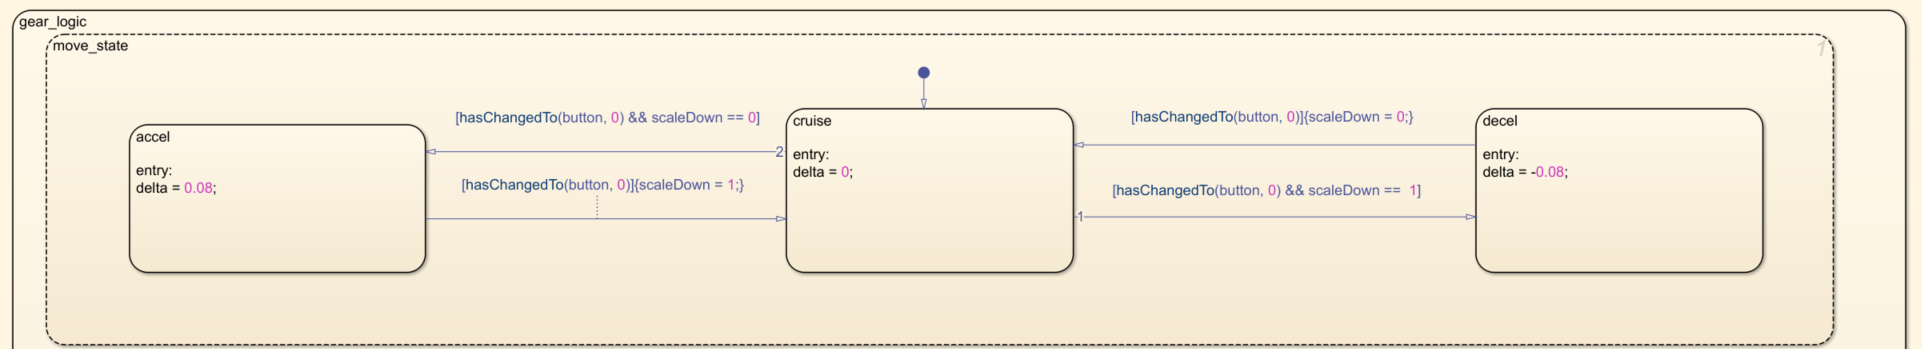 gear_logic
move_state
1
[hasChangedTo(button, 0) && scaleDown == 0]
[hasChangedTo(button, 0)]{scaleDown = 0;}
accel
cruise
decel
2
entry:
delta = 0.08;
entry:
delta = 0;
entry:
delta = -0.08;
[hasChangedTo(button, 0)]{scaleDown = 1;}
[hasChangedTo(button, 0) && scaleDown ==  1]
1